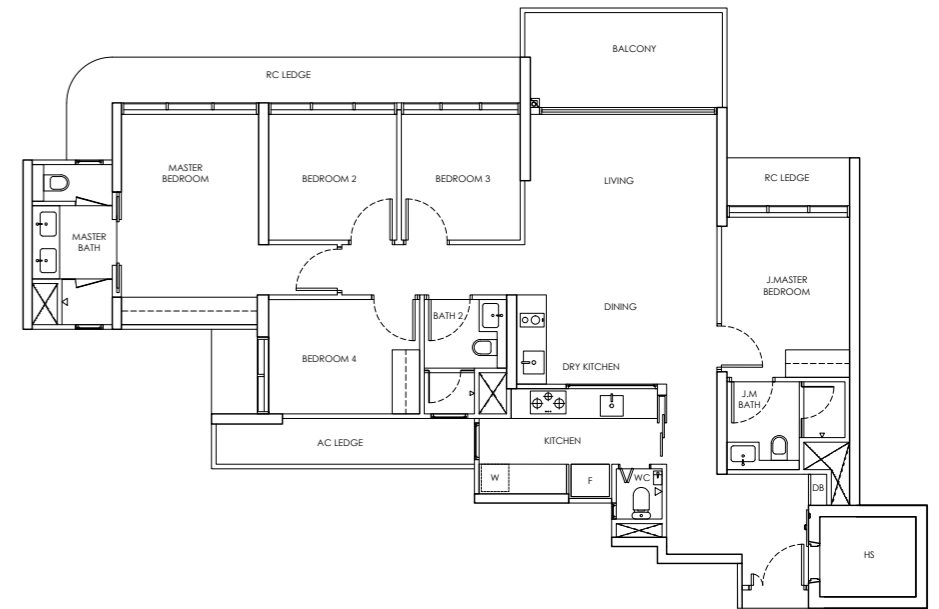 BALCONY
RC LEDGE
MASTER
BEDROOM
BEDROOM 2
BEDROOM 3
LIVING
RC LEDGE
MASTER
BATH
J.MASTER
BEDROOM
DINING
BATH 2
BEDROOM 4
DRY KITCHEN
J.M
BATH
AC LEDGE
KITCHEN
W
F
WC
DB
HS